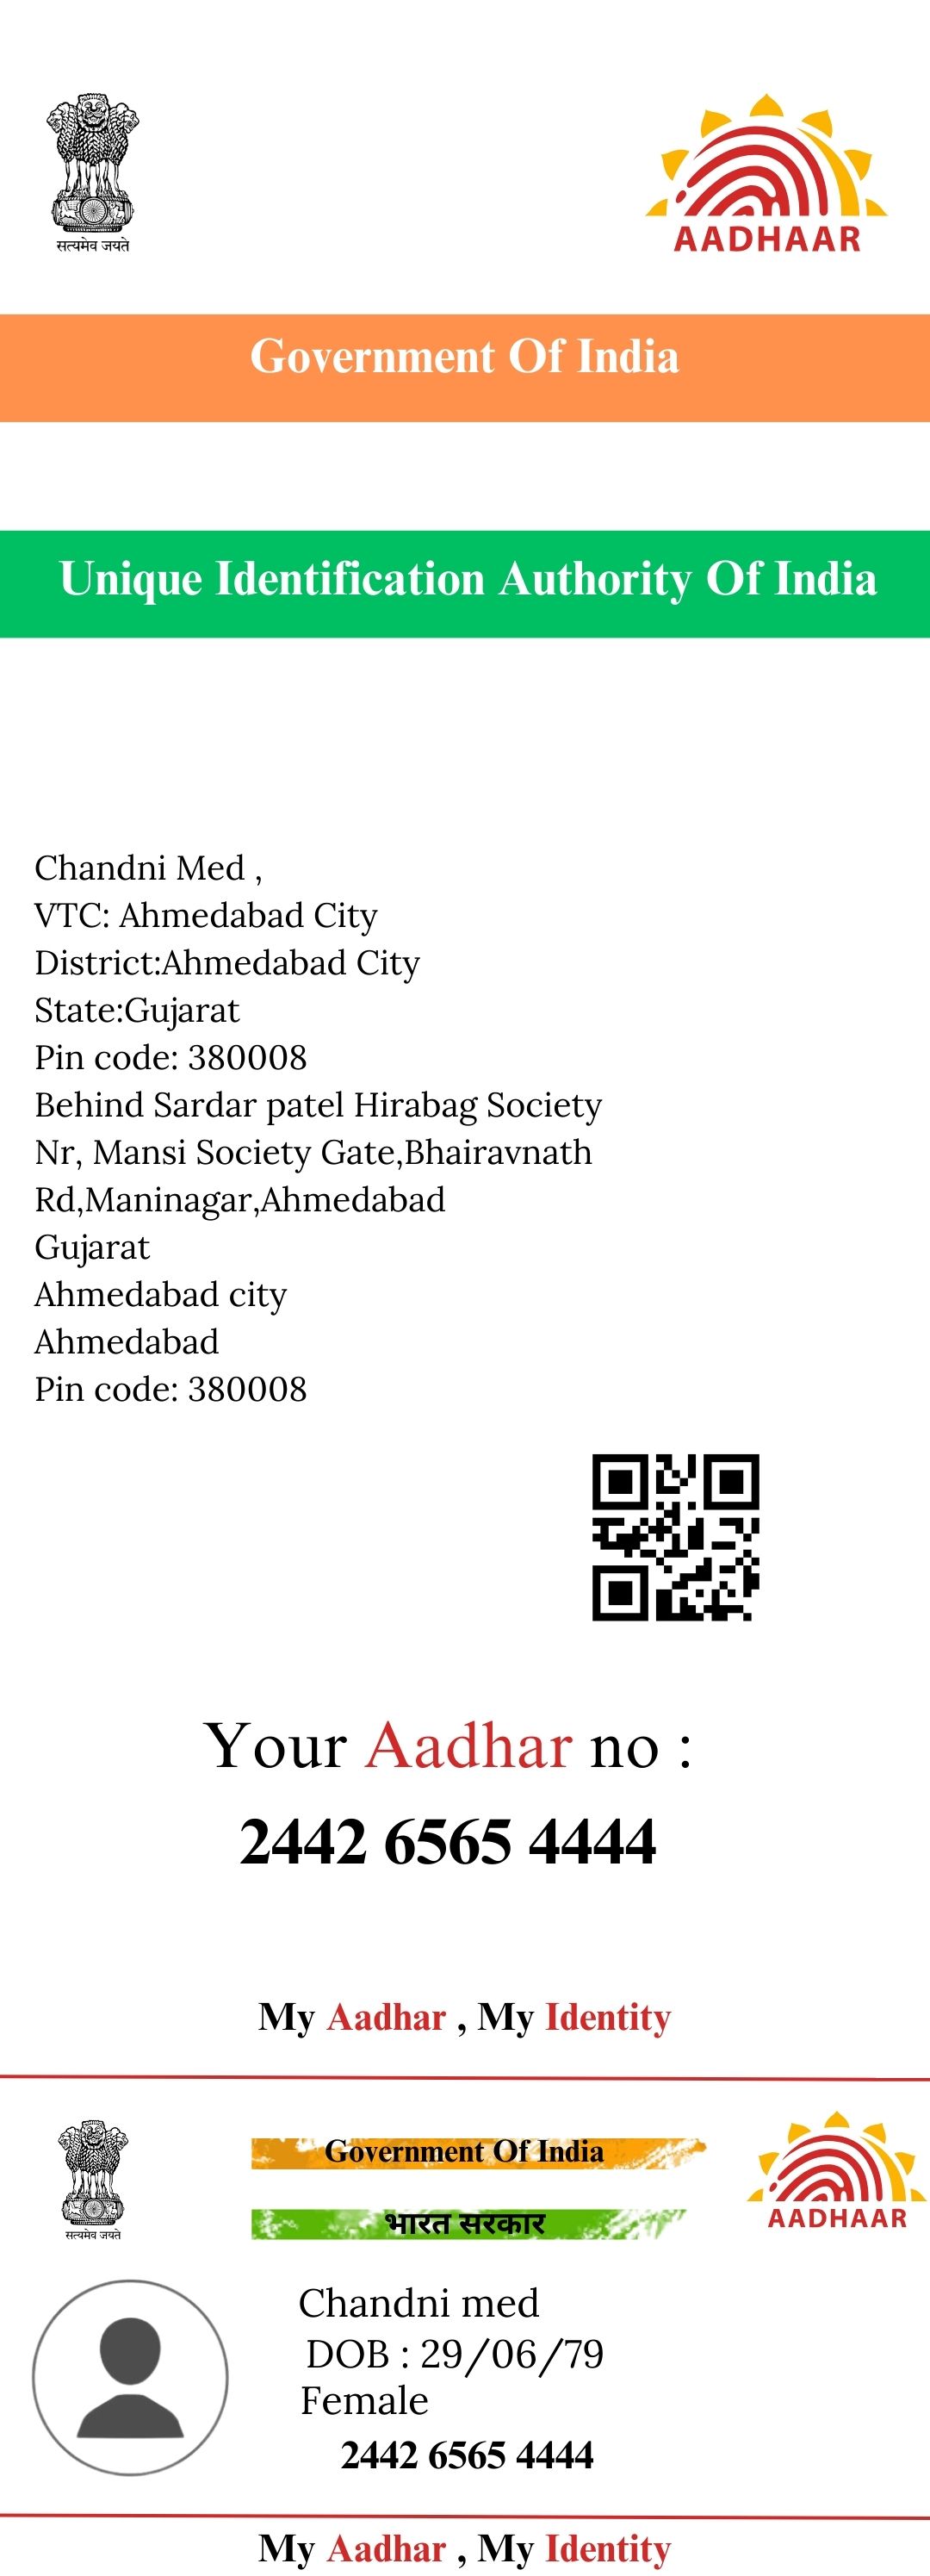 सत्यमेव जयते
AADHAAR
Government Of India
Unique Identification Authority Of India
Chandni Med ,
VTC: Ahmedabad City
District:Ahmedabad City
State:Gujarat
Pin code: 380008
Behind Sardar patel Hirabag Society
Nr, Mansi Society Gate,Bhairavnath
Rd,Maninagar,Ahmedabad
Gujarat
Ahmedabad city
Ahmedabad
Pin code: 380008
Your Aadhar no :
2442 6565 4444
My Aadhar , My Identity
Government Of India
भारत सरकार
सत्यमेव जयते
AADHAAR
Chandni med
DOB : 29/06/79
Female
2442 6565 4444
My Aadhar , My Identity